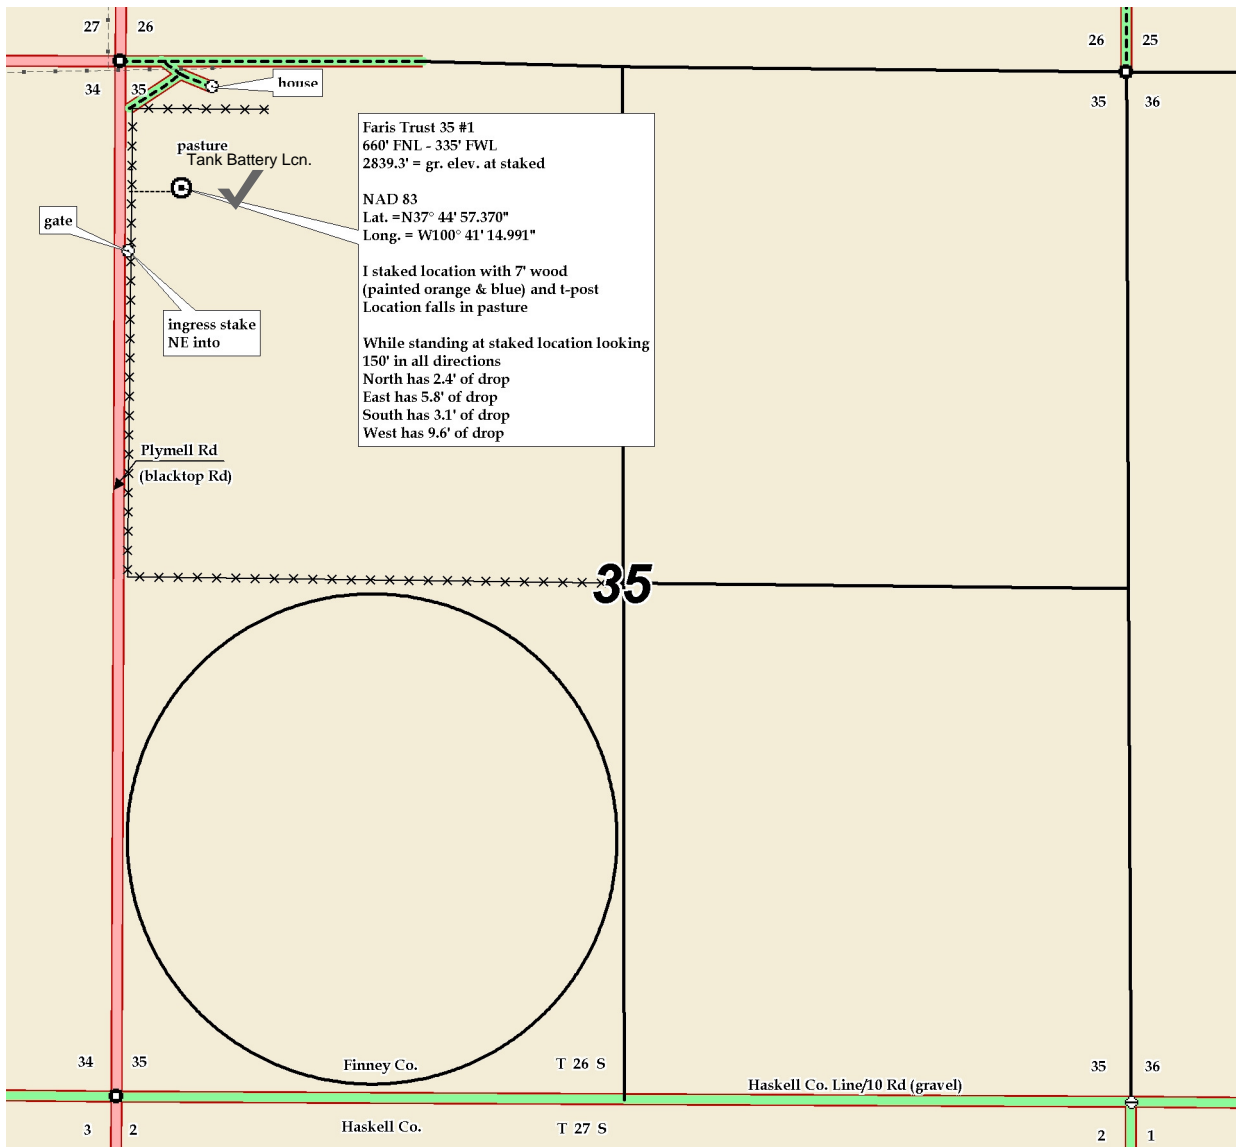 27 26
26 25
34 35
house
35 36
Faris Trust 35 #1
660' FNL - 335' FWL
2839.3' = gr. elev. at staked
NAD 83
Lat. =N37° 44' 57.370"
Long. = W100° 41' 14.991"
I staked location with 7' wood
(painted orange & blue) and t-post
Location falls in pasture
While standing at staked location looking
150' in all directions
North has 2.4' of drop
East has 5.8' of drop
South has 3.1' of drop
West has 9.6' of drop
pasture
Tank Battery Lcn.
gate
ingress stake
NE into
Plymell Rd
(blacktop Rd)
35
34 35
Finney Co.
T 26 S
35 36
Haskell Co. Line/10 Rd (gravel)
3 2
Haskell Co.
T 27 S
2 1